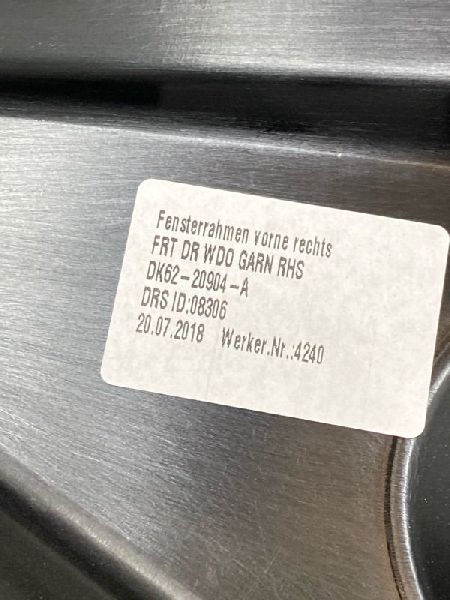 Fensterrahmen vorne rechts
FRT DR WDO GARN RHS
DK62-20904-A
DRS ID:08306
20.07.2018 Werker.Nr.:4240